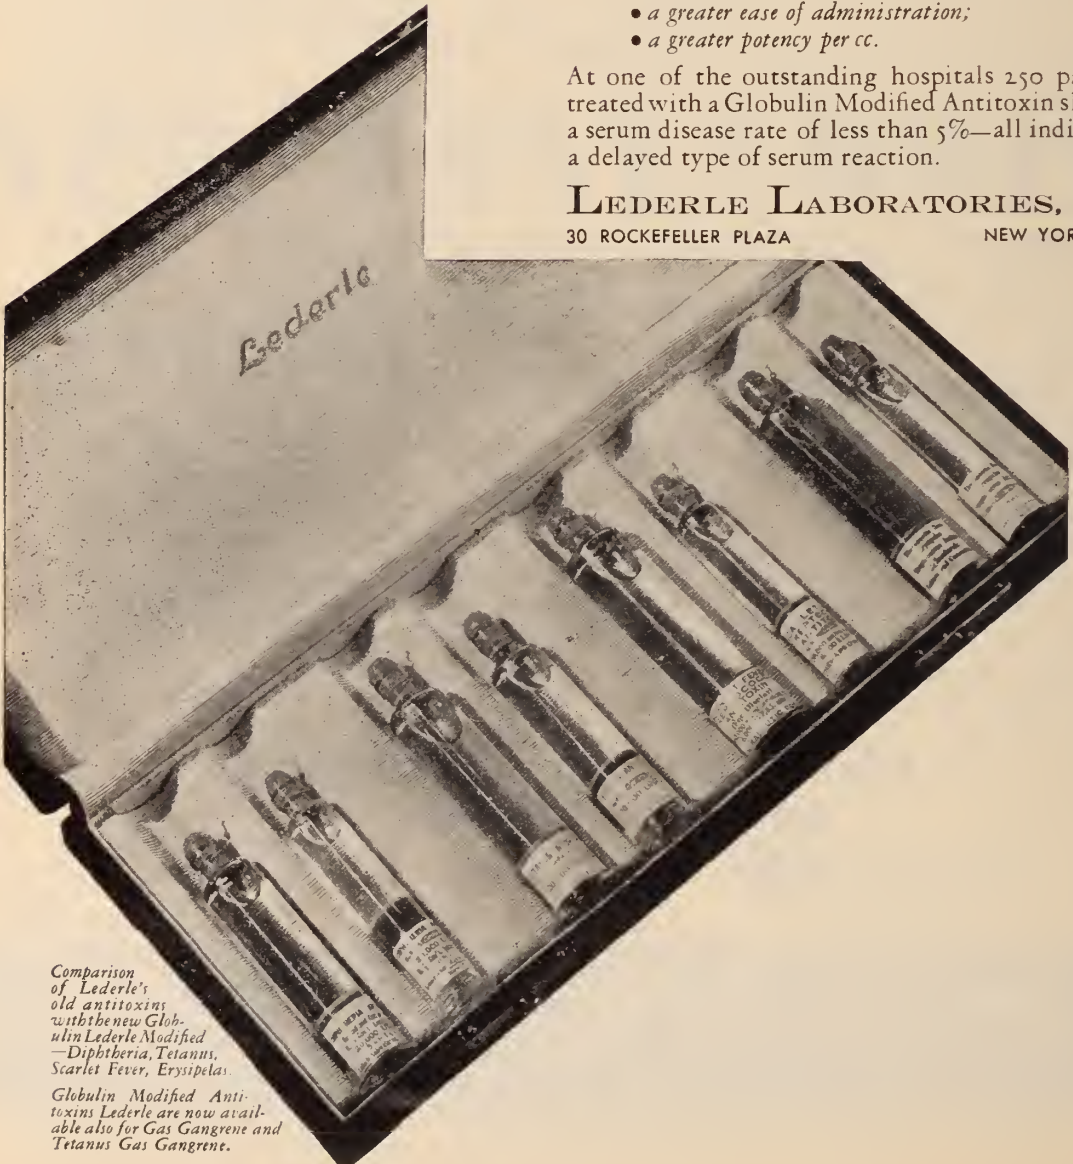 • a greater ease of administration;
• a greater potency per cc.
At one of the outstanding hospitals 250 p
treated with a Globulin Modified Antitoxin s
a serum disease rate of less than 5%—all indi
a delayed type of serum reaction.
LEDERLE LABORATORIES,
30 ROCKEFELLER PLAZA NEW YOR
Lederle
Comparison
of Lederle's
old antitoxins
with the new Glob-
ulin Lederle Modified
—Diphtheria, Tetanus,
Scarlet Fever, Erysipelas.
Globulin Modified Anti-
toxins Lederle are now avail-
able also for Gas Gangrene and
Tetanus Gas Gangrene.